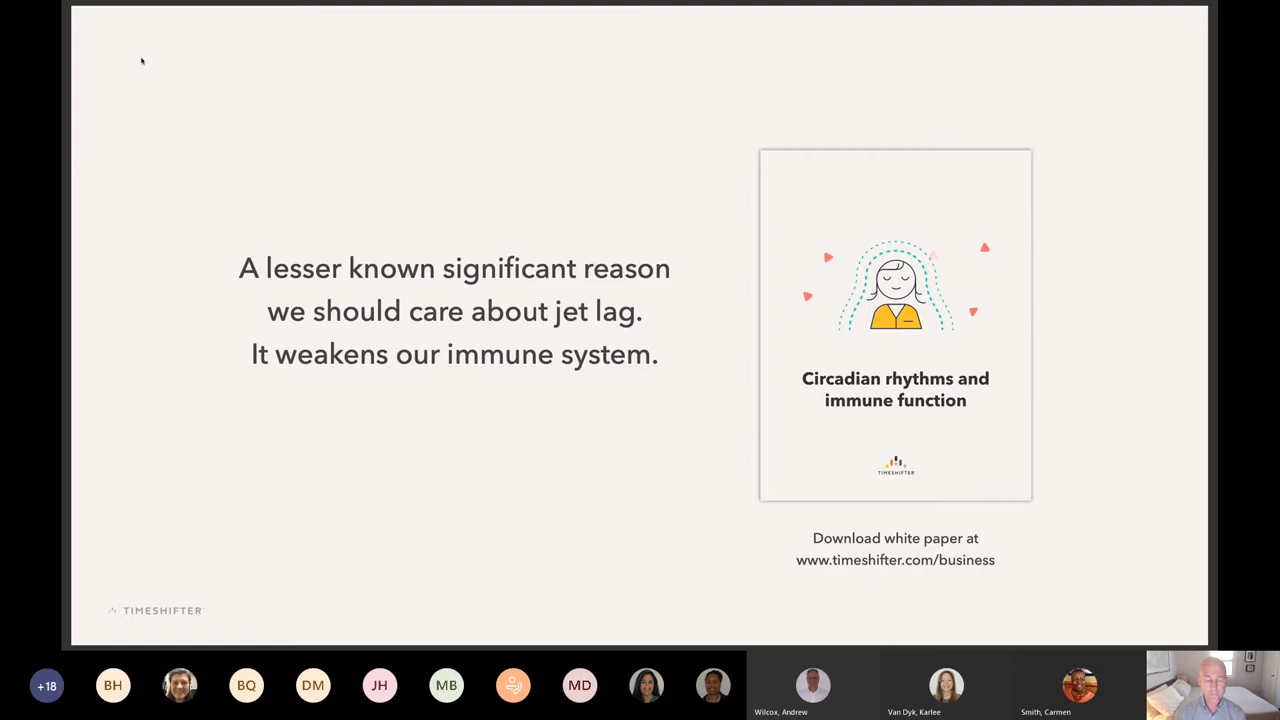 A lesser known significant reason
we should care about jet lag.
It weakens our immune system.
Circadian rhythms and
immune function
TIMESHIFTER
Download white paper at
www.timeshifter.com/business
TIMESHIFTER
+18
BH
BQ
DM
JH
MB
MD
Wilcox, Andrew
Van Dyk, Karlee
Smith, Carmen